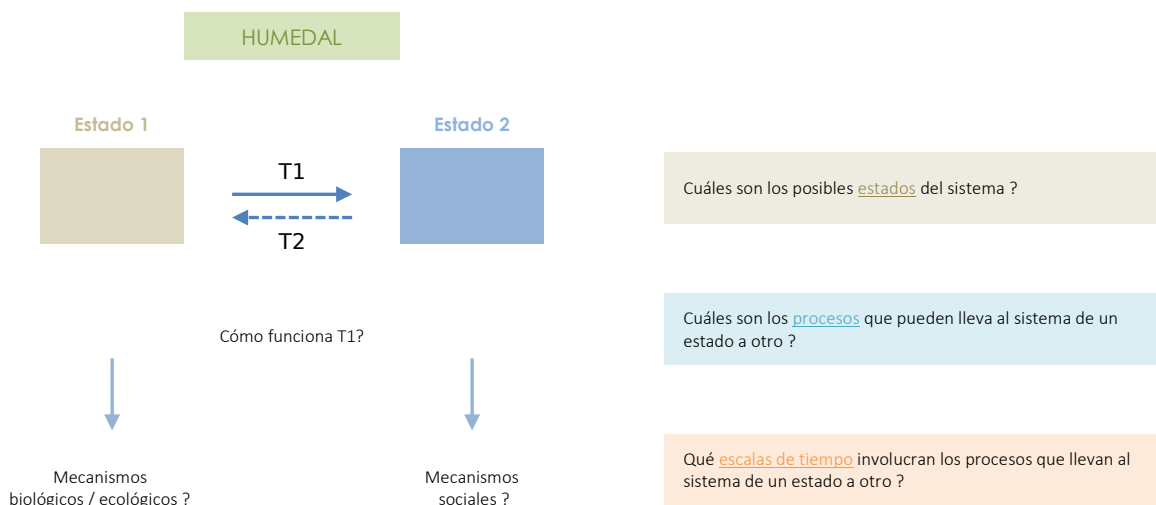 HUMEDAL
Estado 1
Estado 2
T1
T2
Cómo funciona T1?
Mecanismos
biológicos / ecológicos ?
Mecanismos
sociales ?
Cuáles son los posibles estados del sistema ?
Cuáles son los procesos que pueden lleva al sistema de un
estado a otro ?
Qué escalas de tiempo involucran los procesos que llevan al
sistema de un estado a otro ?